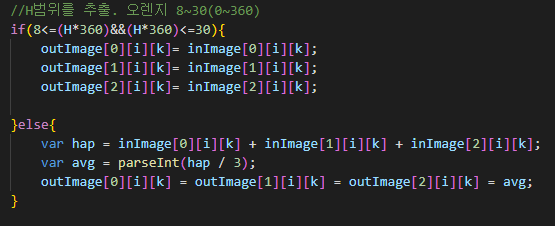 //H범위를 추출. 오렌지 8~30(0~360)
if(8<=(H*360)&&(H*360)<=30){
    outImage[0][i][k]= inImage[0][i][k];
    outImage[1][i][k]= inImage[1][i][k];
    outImage[2][i][k]= inImage[2][i][k];

}else{
    var hap = inImage[0][i][k] + inImage[1][i][k] + inImage[2][i][k];
    var avg = parseInt(hap / 3);
    outImage[0][i][k] = outImage[1][i][k] = outImage[2][i][k] = avg;
}